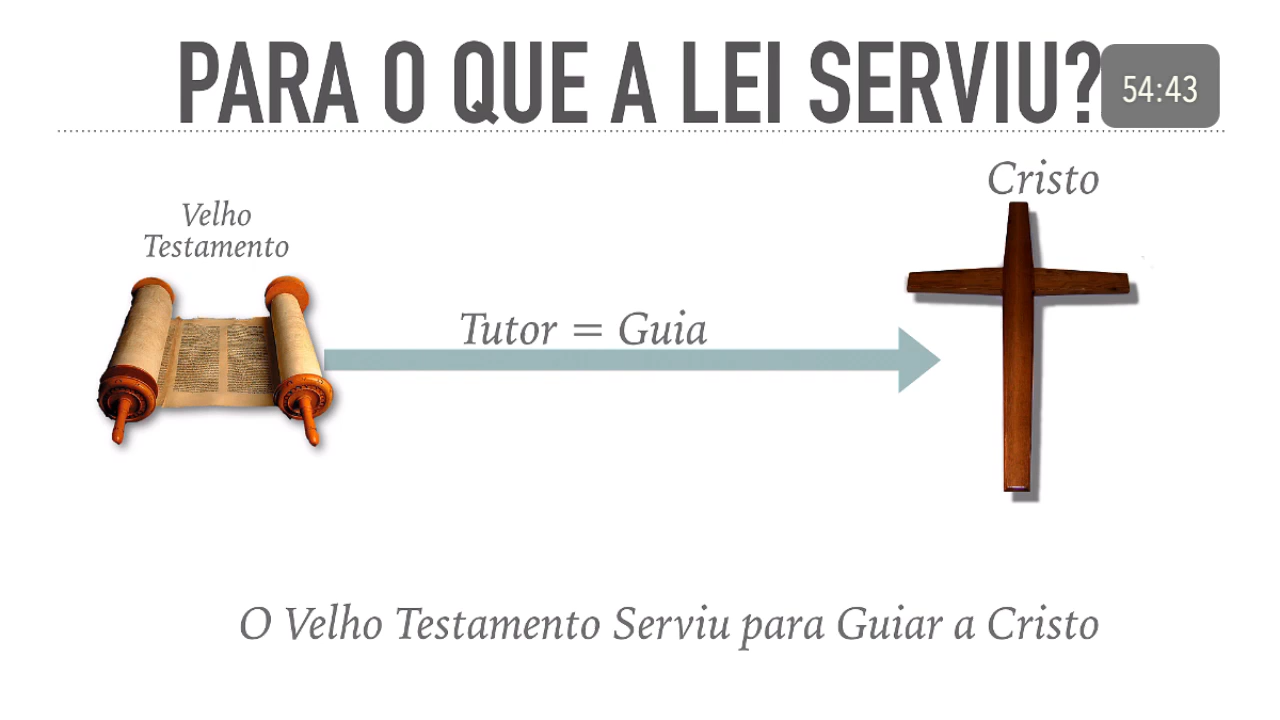 PARA O QUE A LEI SERVIU?
54:43
Cristo
Velho
Testamento
Tutor = Guia
O Velho Testamento Serviu para Guiar a Cristo